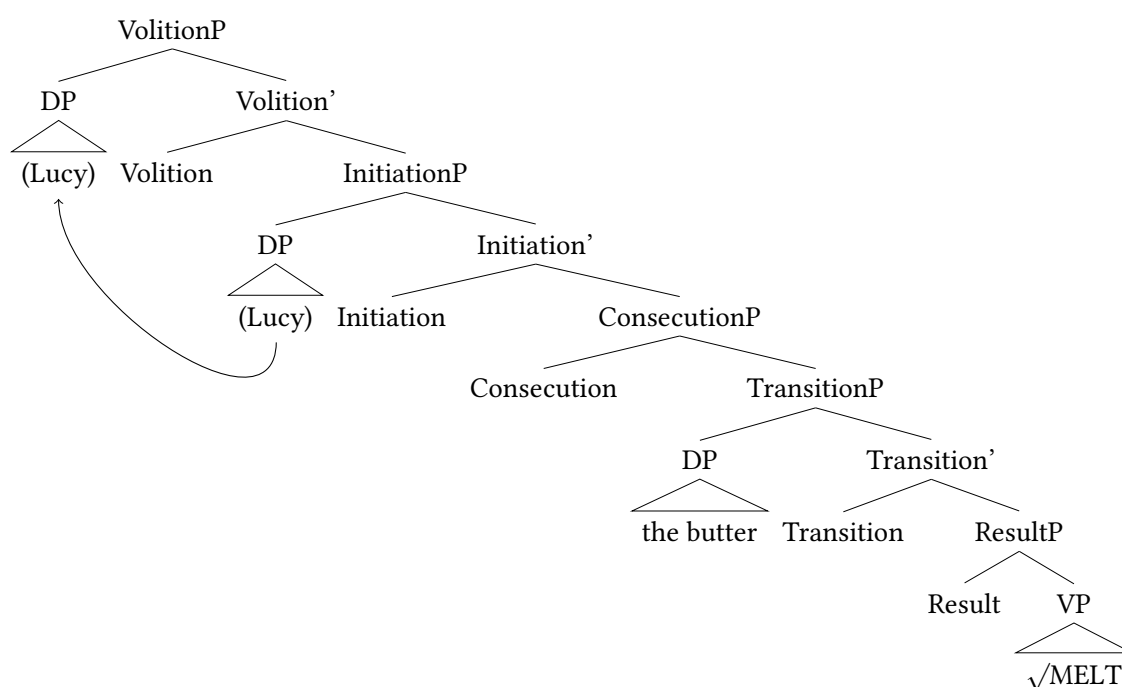 VolitionP
DP Volition’
(Lucy) Volition InitiationP
DP Initiation’
(Lucy) Initiation ConsecutionP
Consecution TransitionP
DP Transition’
the butter Transition ResultP
Result VP
√MELT